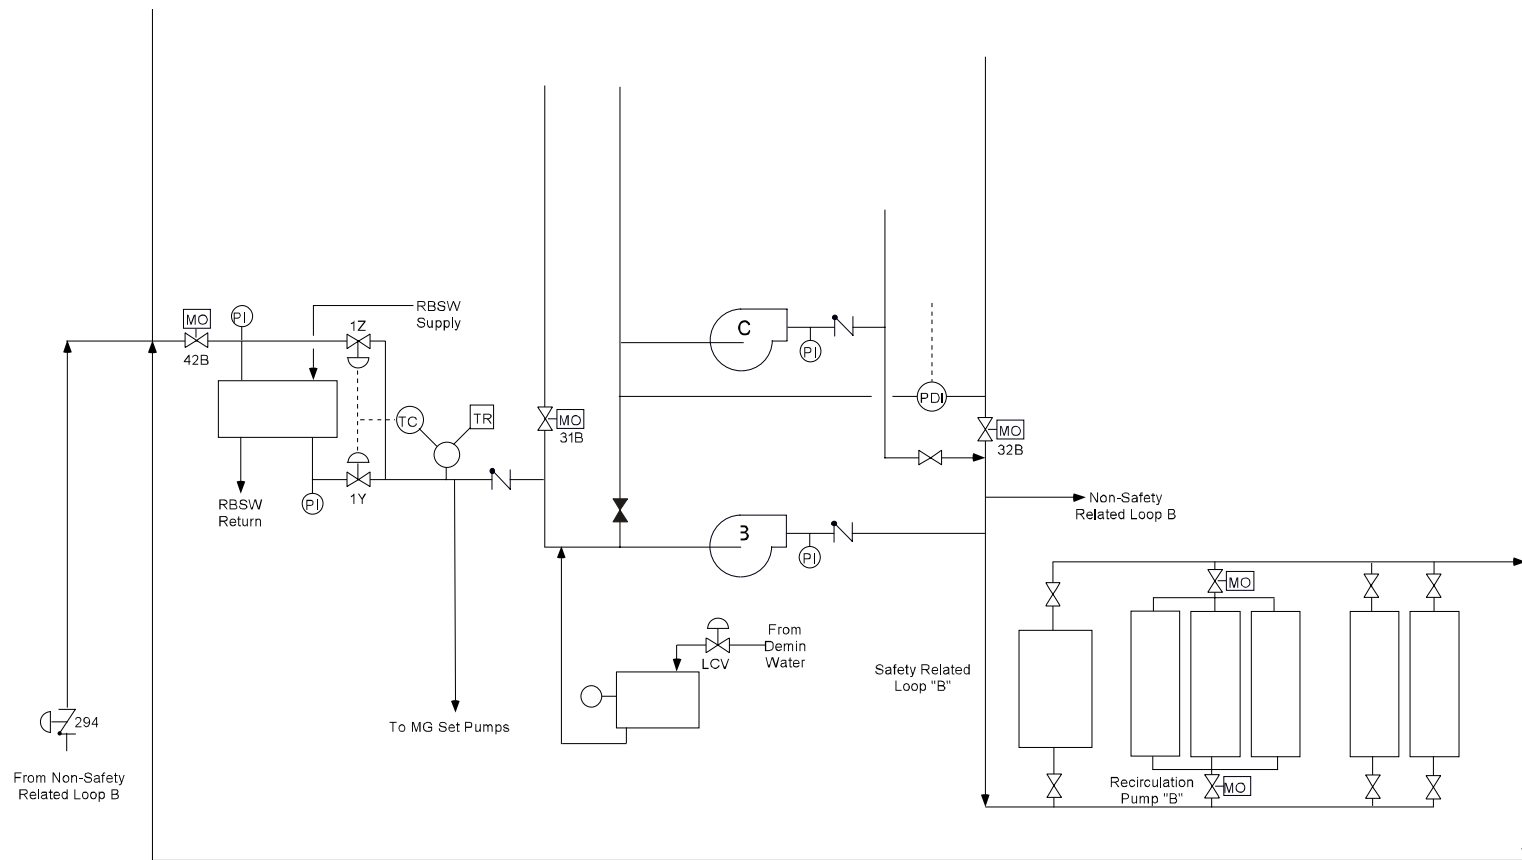 RBSW
Supply
MO
PI
1Z
42B
C
PI
PDI
TC
TR
MO
31B
MO
32B
PI
1Y
RBSW
Return
B
PI
Non-Safety
Related Loop B
MO
From
Demin
Water
LCV
Safety Related
Loop "B"
294
To MG Set Pumps
From Non-Safety
Related Loop B
Recirculation
Pump "B"
MO